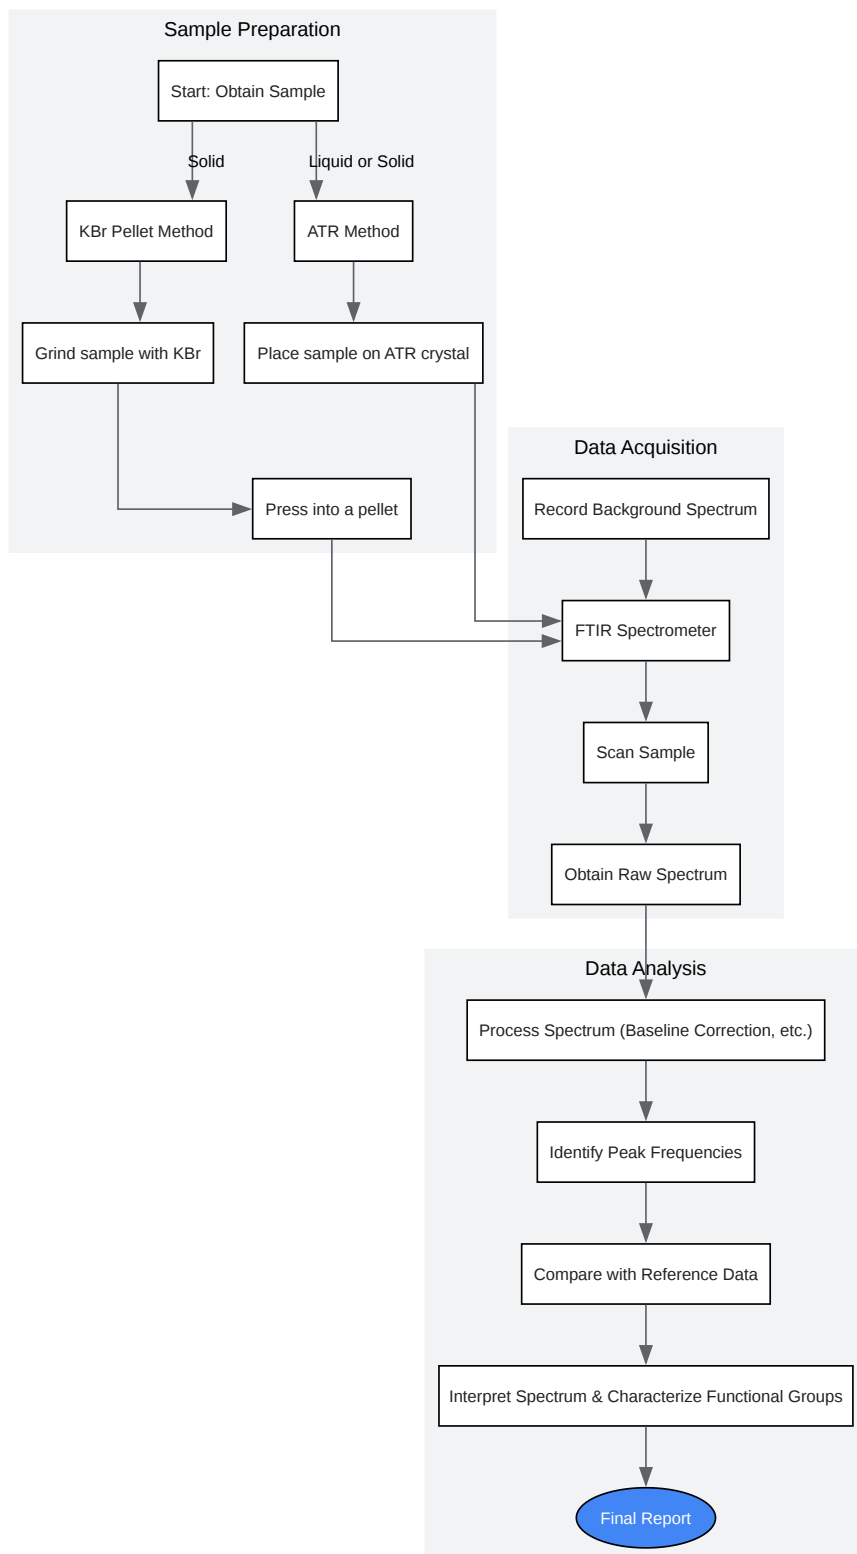 Sample Preparation
Start: Obtain Sample
Solid
Liquid or Solid
KBr Pellet Method
ATR Method
Grind sample with KBr
Place sample on ATR crystal
Press into a pellet
Data Acquisition
Record Background Spectrum
FTIR Spectrometer
Scan Sample
Obtain Raw Spectrum
Data Analysis
Process Spectrum (Baseline Correction, etc.)
Identify Peak Frequencies
Compare with Reference Data
Interpret Spectrum & Characterize Functional Groups
Final Report